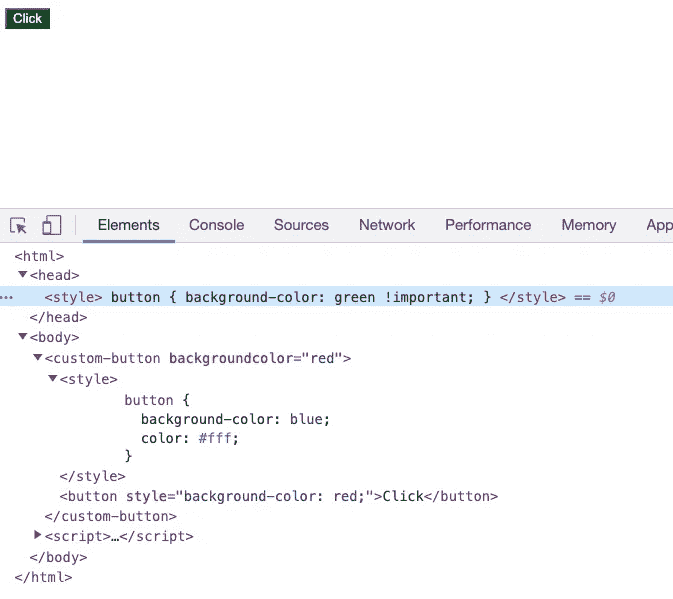 Click
Elements Console Sources Network Performance Memory App
<html>
<head>
<style> button { background-color: green !important; } </style> == $0
</head>
<body>
<custom-button backgroundcolor="red">
<style>
button {
background-color: blue;
color: #fff;
}
</style>
<button style="background-color: red;">Click</button>
</custom-button>
<script>…</script>
</body>
</html>